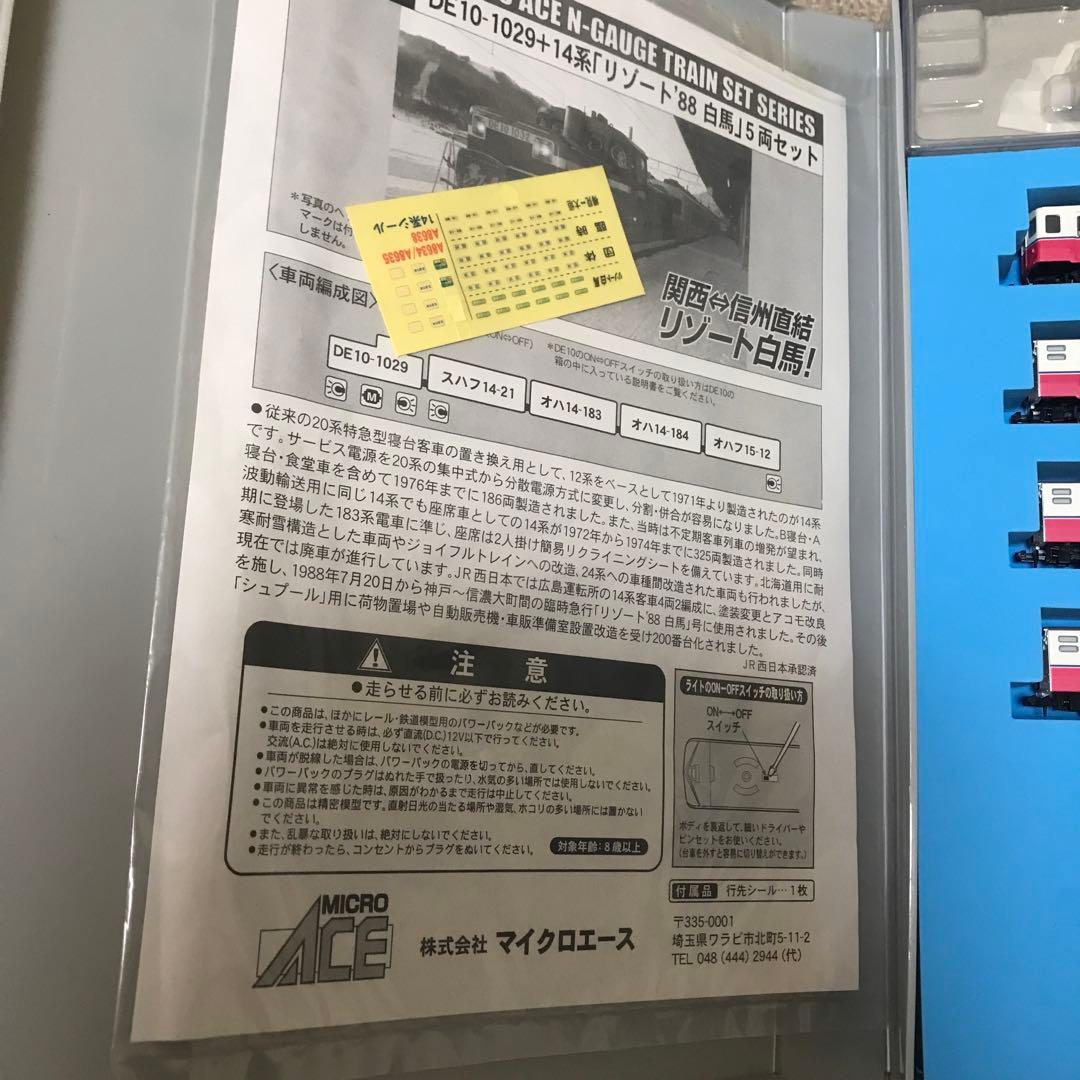 ACE N-GAUGE TRAIN SET SERIES
DE10-1029+14系「リゾート'88 白馬」5両セット
DE10 1032
*写真のヘ
マークは付
しません。
14系シール
A8634/A8635
A8638
臨時
団体
リゾート白馬
関西⇔信州直結
リゾート白馬!
〈車両編成図〉
ON⇔OFF)
*DE10のON⇔OFFスイッチの取り扱い方はDE10の
箱の中に入っている説明書をご覧ください。
DE10-1029
スハフ14-21
オハ14-183
オハ14-184
オハフ15-12
M
●従来の20系特急型寝台客車の置き換え用として、12系をベースとして1971年より製造されたのが14系
です。サービス電源を20系の集中式から分散電源方式に変更し、分割・併合が容易になりました。B寝台・A
寝台・食堂車を含めて1976年までに186両製造されました。また、当時は不定期客車列車の増発が望まれ、
波動輸送用に同じ14系でも座席車としての14系が1972年から1974年までに325両製造されました。同時
期に登場した183系電車に準じ、座席は2人掛け簡易リクライニングシートを備えています。北海道用に耐
寒耐雪構造とした車両やジョイフルトレインへの改造、24系への車種間改造された車両も行われましたが、
現在では廃車が進行しています。JR西日本では広島運転所の14系客車4両2編成に、塗装変更とアコモ改良
を施し、1988年7月20日から神戸～信濃大町間の臨時急行「リゾート'88 白馬」号に使用されました。その後
「シュプール」用に荷物置場や自動販売機・車販準備室設置改造を受け200番台化されました。
JR西日本承認済
注意
●走らせる前に必ずお読みください。
●この商品は、ほかにレール・鉄道模型用のパワーパックなどが必要です。
●車両を走行させる時は、必ず直流(D.C.)12V以下で行ってください。
交流(A.C.)は絶対に使用しないでください。
●車両が脱線した場合は、パワーパックの電源を切ってから、直してください。
●パワーパックのプラグはぬれた手で扱ったり、水気の多い場所では使用しないでください。
●車両に異常を感じた時は、原因がわかるまで走行は中止してください。
●この商品は精密模型です。直射日光の当たる場所や湿気、ホコリの多い場所には置かない
でください。
●また、乱暴な取り扱いは、絶対にしないでください。
●走行が終わったら、コンセントからプラグをぬいてください。
対象年齢:8歳以上
ライトのON-OFFスイッチの取り扱い方
ON←→OFF
スイッチ
ボディを裏返して、細いドライバーや
ピンセットをお使いください。
(台車を外すと容易に切り替えができます。)
付属品 行先シール…1枚
MICRO
ACE
株式会社 マイクロエース
〒335-0001
埼玉県ワラビ市北町5-11-2
TEL 048 (444) 2944 (代)